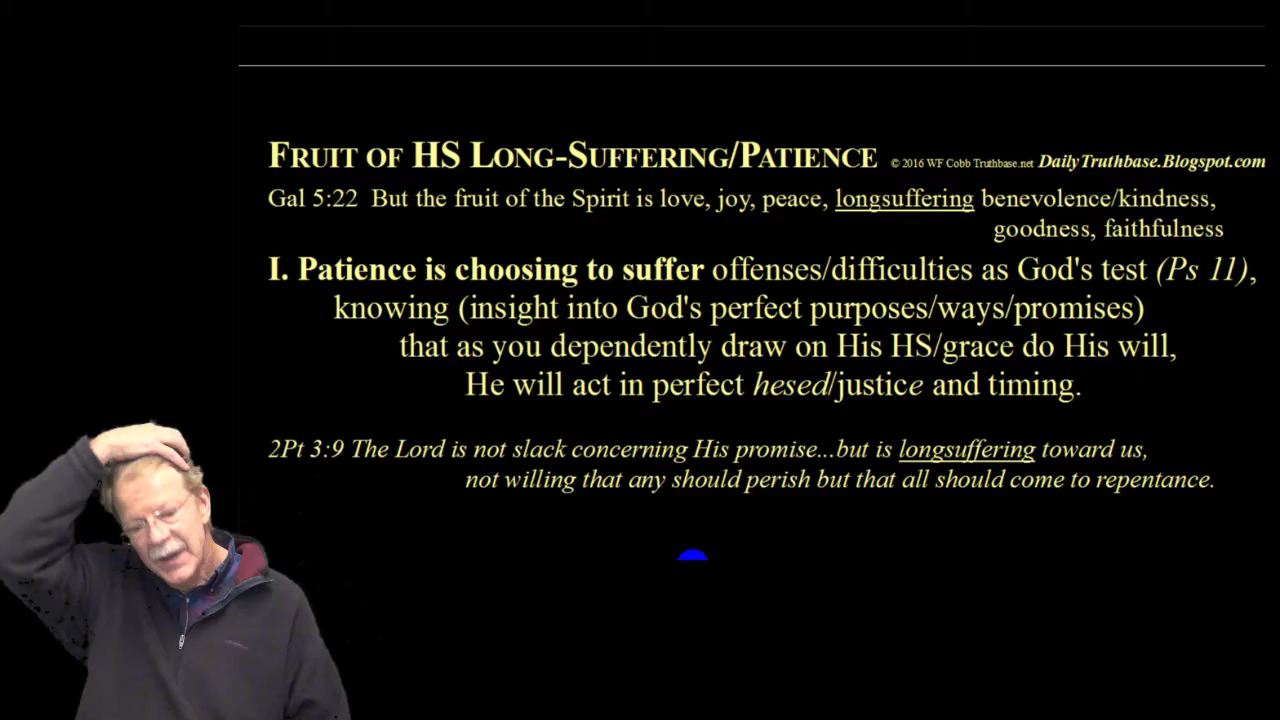 FRUIT OF HS LONG-SUFFERING/PATIENCE © 2016 WF Cobb Truthbase.net DailyTruthbase.Blogspot.com
Gal 5:22 But the fruit of the Spirit is love, joy, peace, longsuffering benevolence/kindness,
goodness, faithfulness
I. Patience is choosing to suffer offenses/difficulties as God's test (Ps 11),
knowing (insight into God's perfect purposes/ways/promises)
that as you dependently draw on His HS/grace do His will,
He will act in perfect hesed/justice and timing.
2Pt 3:9 The Lord is not slack concerning His promise...but is longsuffering toward us,
not willing that any should perish but that all should come to repentance.